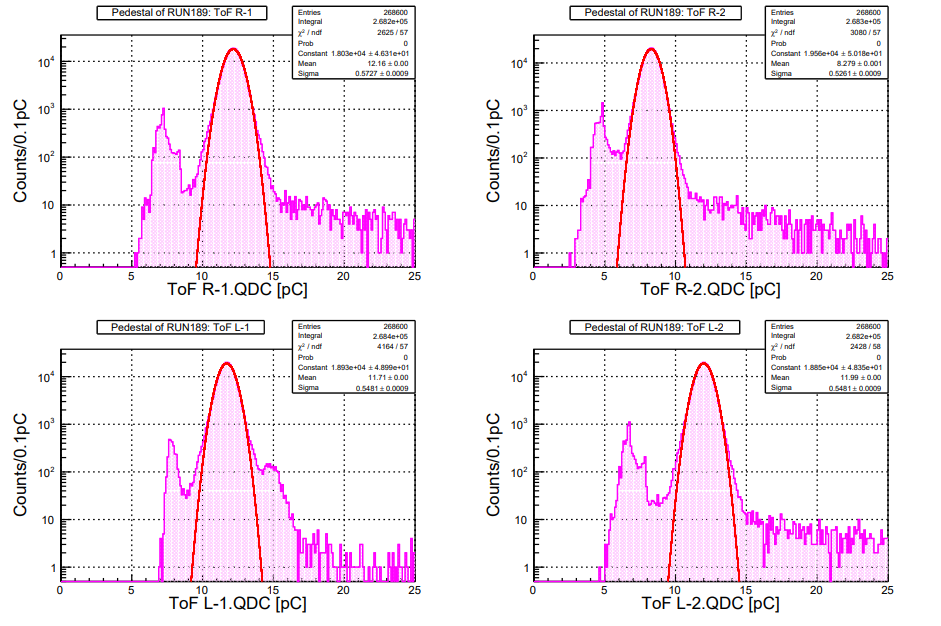 Pedestal of RUN189: ToF R-1
Entries 268600
Integral 2.682e+05
χ² / ndf 2625 / 57
Prob 0
Constant 1.803e+04 ± 4.631e+01
Mean 12.16 ± 0.00
Sigma 0.5727 ± 0.0009
Counts/0.1pC
10⁴
10³
10²
10
1
0 5 10 15 20 25
ToF R-1.QDC [pC]
Pedestal of RUN189: ToF R-2
Entries 268600
Integral 2.683e+05
χ² / ndf 3080 / 57
Prob 0
Constant 1.956e+04 ± 5.018e+01
Mean 8.279 ± 0.001
Sigma 0.5261 ± 0.0009
Counts/0.1pC
10⁴
10³
10²
10
1
0 5 10 15 20 25
ToF R-2.QDC [pC]
Pedestal of RUN189: ToF L-1
Entries 268600
Integral 2.684e+05
χ² / ndf 4164 / 57
Prob 0
Constant 1.893e+04 ± 4.899e+01
Mean 11.71 ± 0.00
Sigma 0.5481 ± 0.0009
Counts/0.1pC
10⁴
10³
10²
10
1
0 5 10 15 20 25
ToF L-1.QDC [pC]
Pedestal of RUN189: ToF L-2
Entries 268600
Integral 2.682e+05
χ² / ndf 2428 / 58
Prob 0
Constant 1.885e+04 ± 4.835e+01
Mean 11.99 ± 0.00
Sigma 0.5481 ± 0.0009
Counts/0.1pC
10⁴
10³
10²
10
1
0 5 10 15 20 25
ToF L-2.QDC [pC]